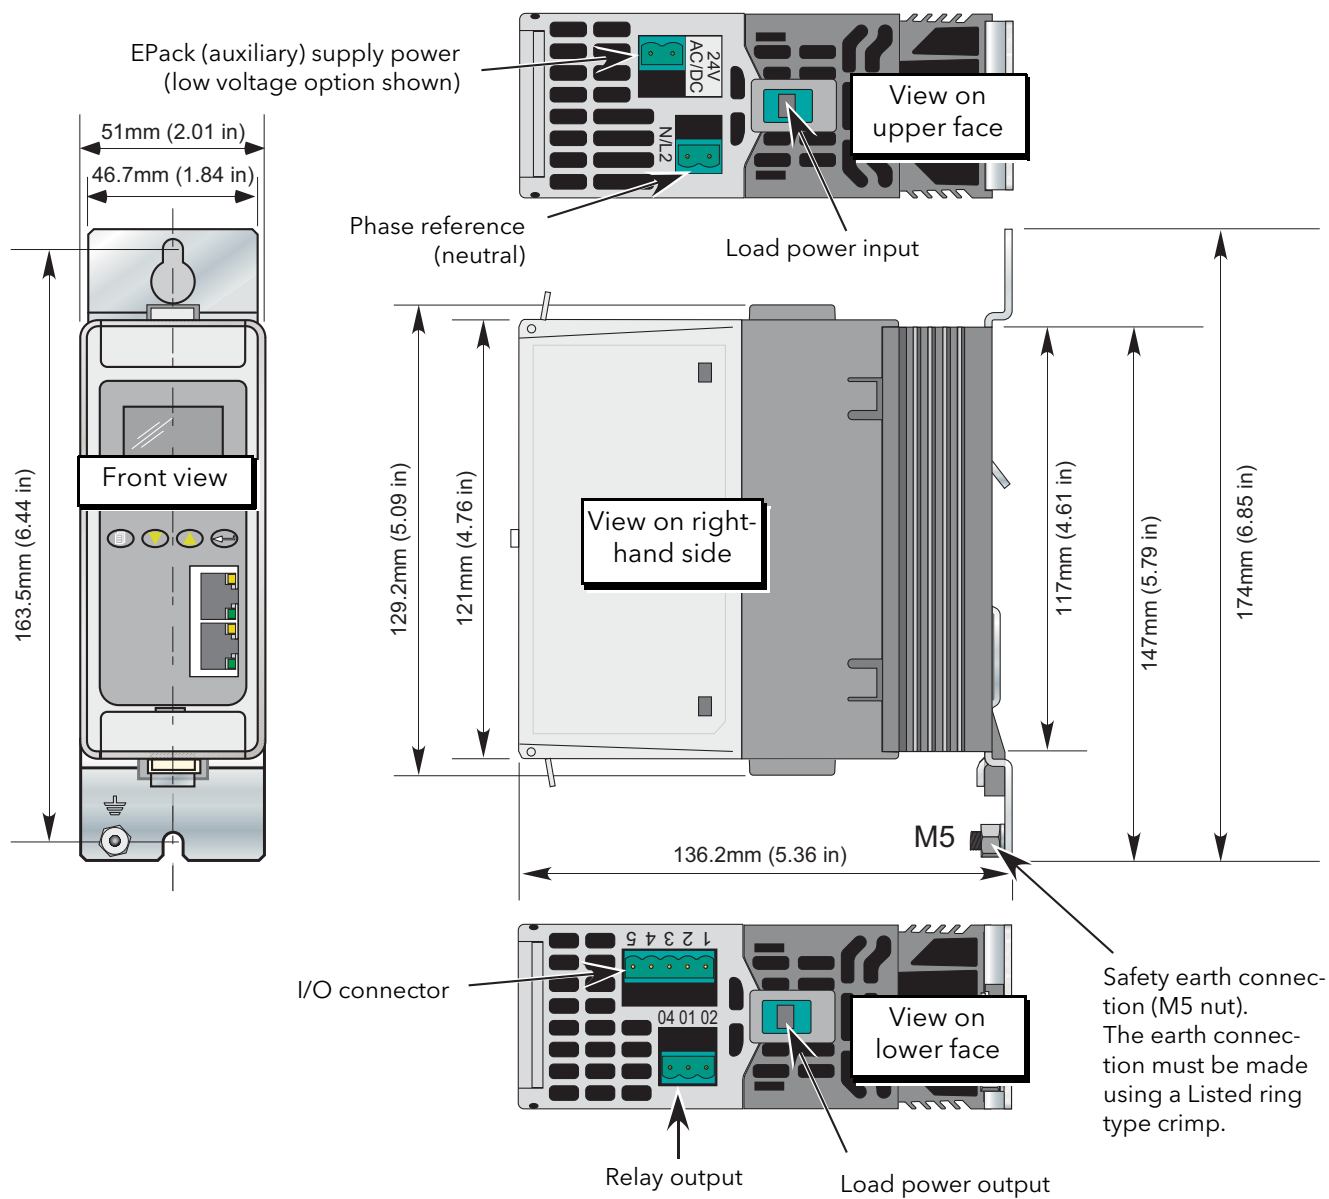 EPack (auxiliary) supply power
(low voltage option shown)
24V
AC/DC
N/L2
View on
upper face
Phase reference
(neutral)
Load power input
51mm (2.01 in)
46.7mm (1.84 in)
163.5mm (6.44 in)
Front view
129.2mm (5.09 in)
121mm (4.76 in)
View on right-
hand side
117mm (4.61 in)
147mm (5.79 in)
174mm (6.85 in)
M5
136.2mm (5.36 in)
5 4 3 2 1
I/O connector
04 01 02
View on
lower face
Relay output
Load power output
Safety earth connec-
tion (M5 nut).
The earth connec-
tion must be made
using a Listed ring
type crimp.